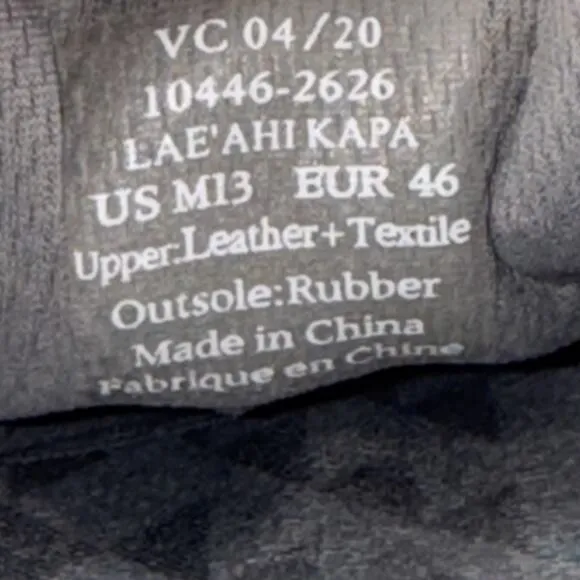 VC 04/20
10446-2626
LAE'AHI KAPA
US M13 EUR 46
Upper:Leather+Textile
Outsole:Rubber
Made in China
Fabrique en Chine